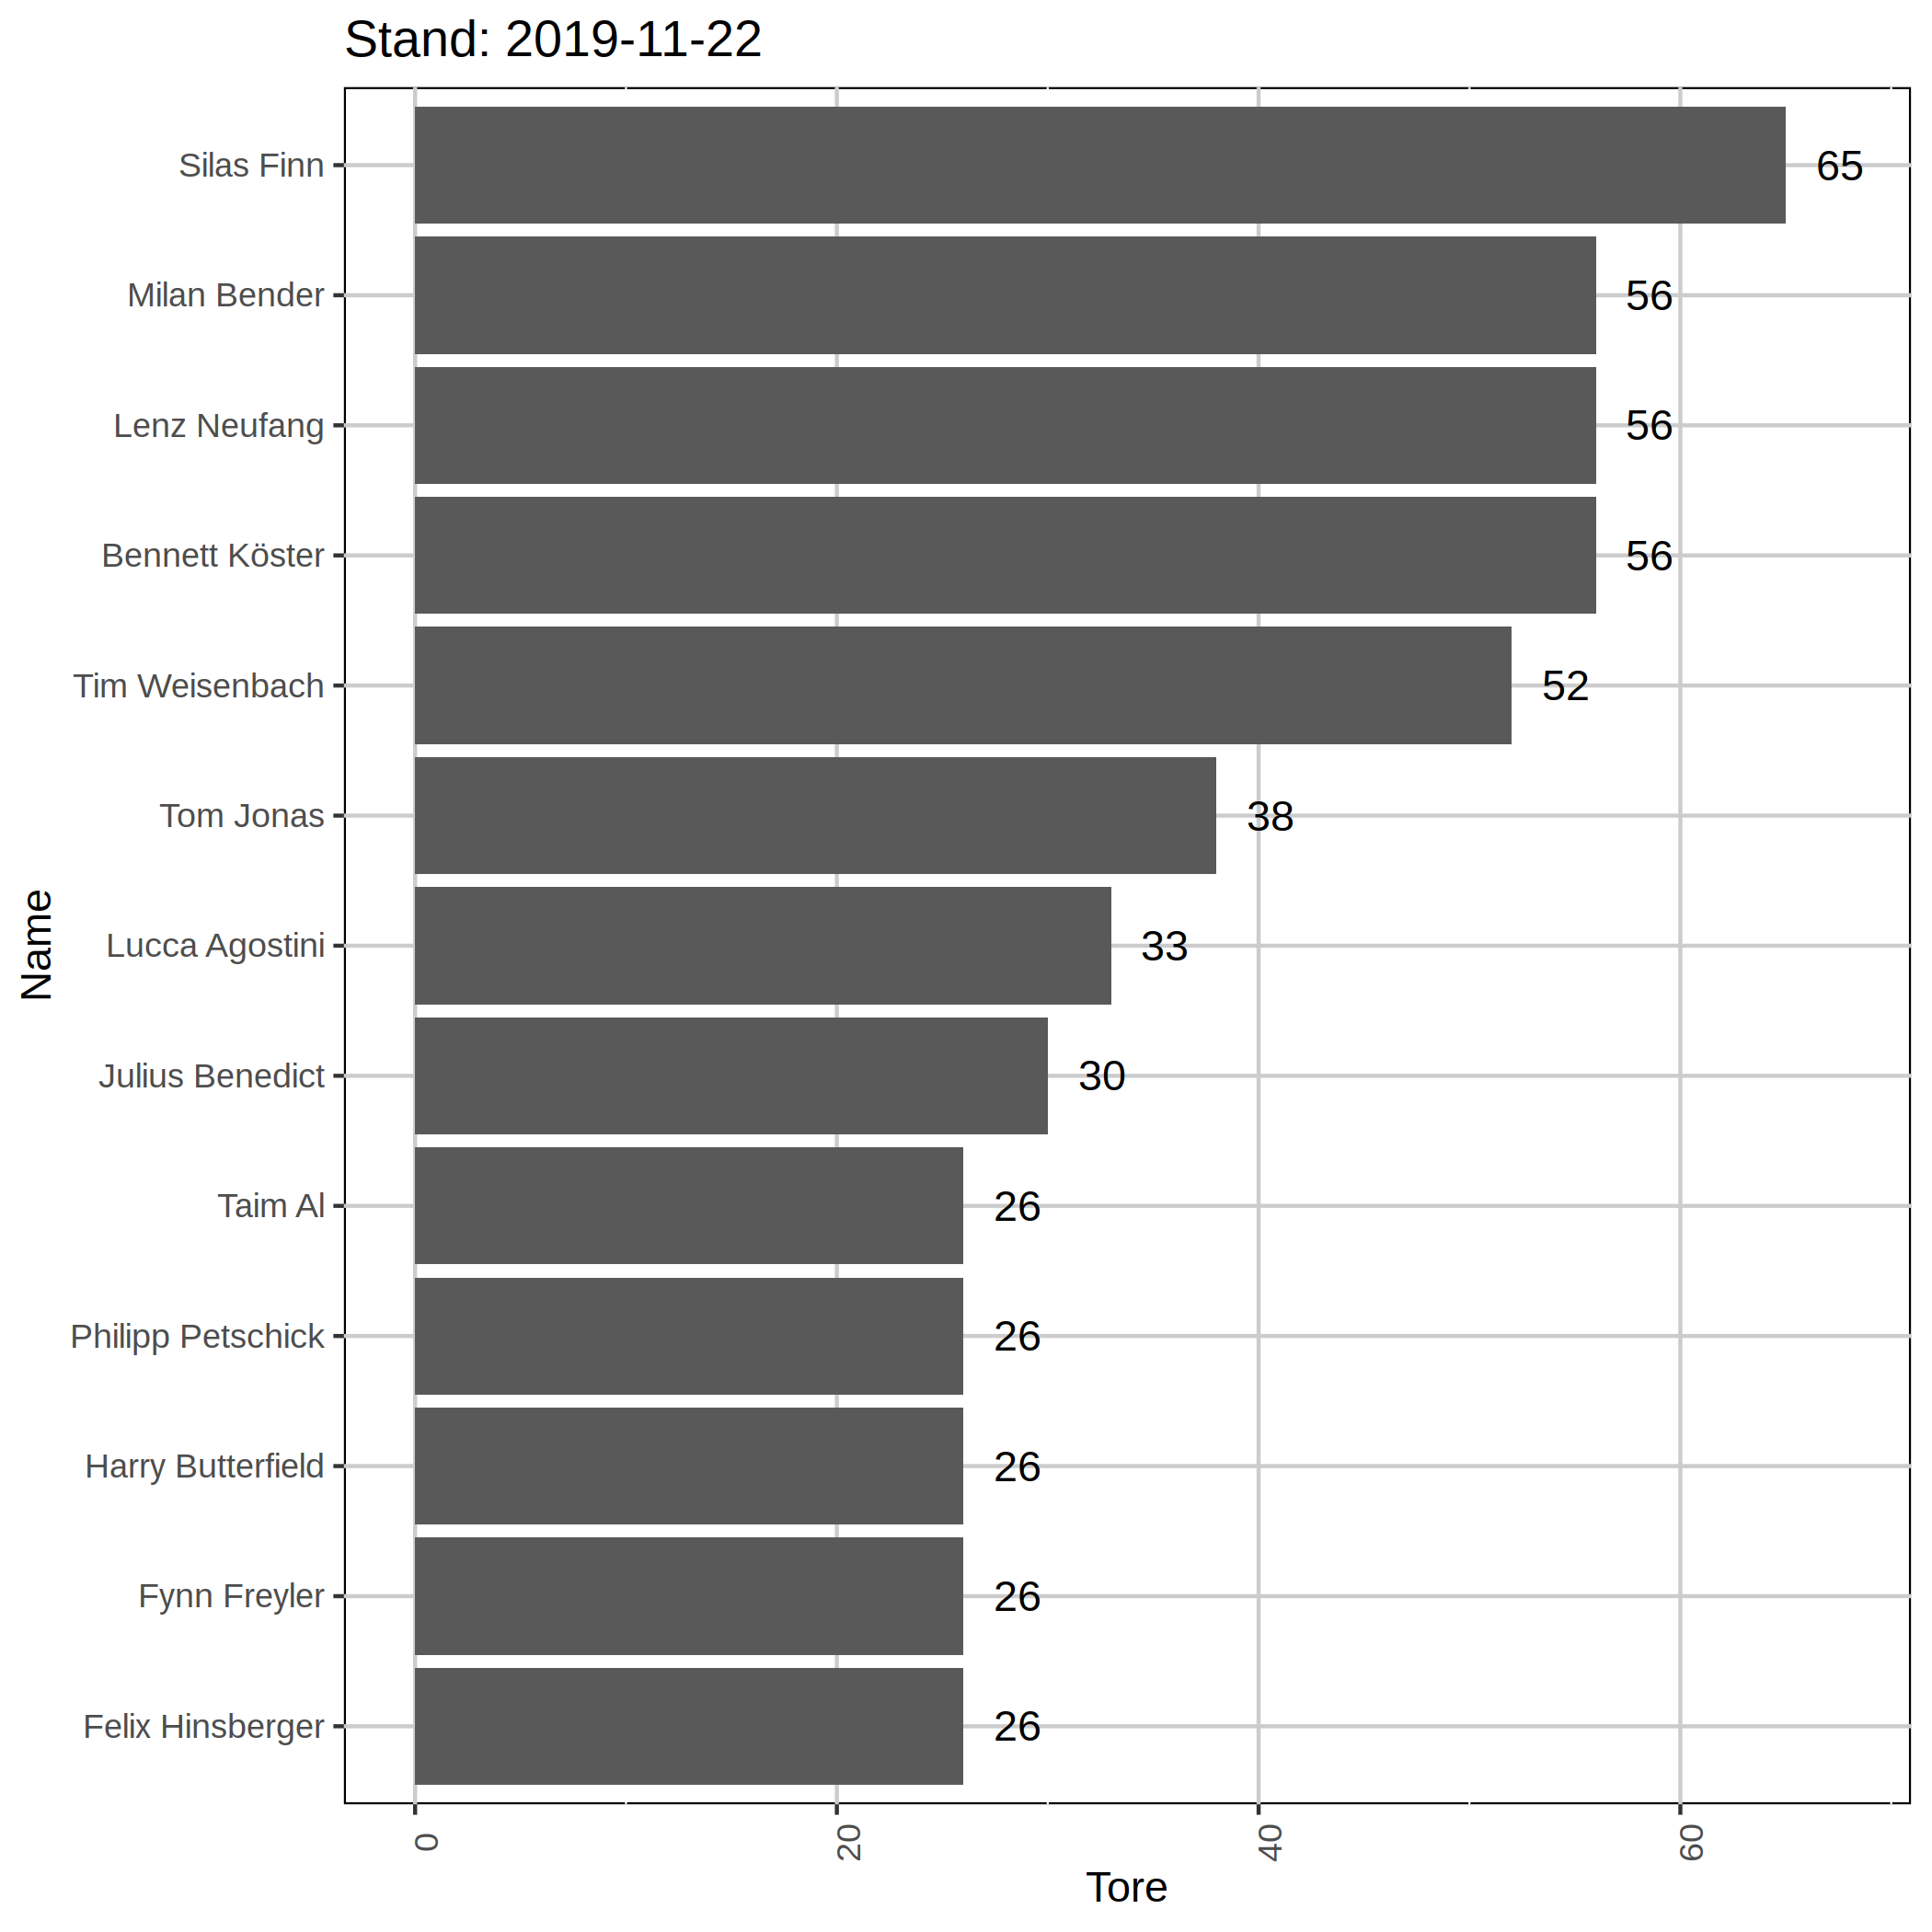 Stand: 2019-11-22
Silas Finn 65
Milan Bender 56
Lenz Neufang 56
Bennett Köster 56
Tim Weisenbach 52
Tom Jonas 38
Lucca Agostini 33
Julius Benedict 30
Taim Al 26
Philipp Petschick 26
Harry Butterfield 26
Fynn Freyler 26
Felix Hinsberger 26
Name
0 20 40 60
Tore